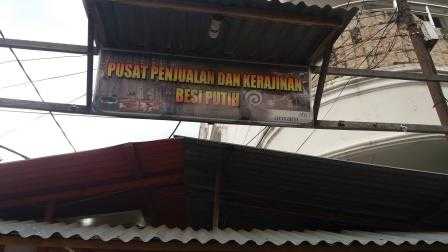 PUSAT PENJUALAN DAN KERAJINAN
BESI PUTIH